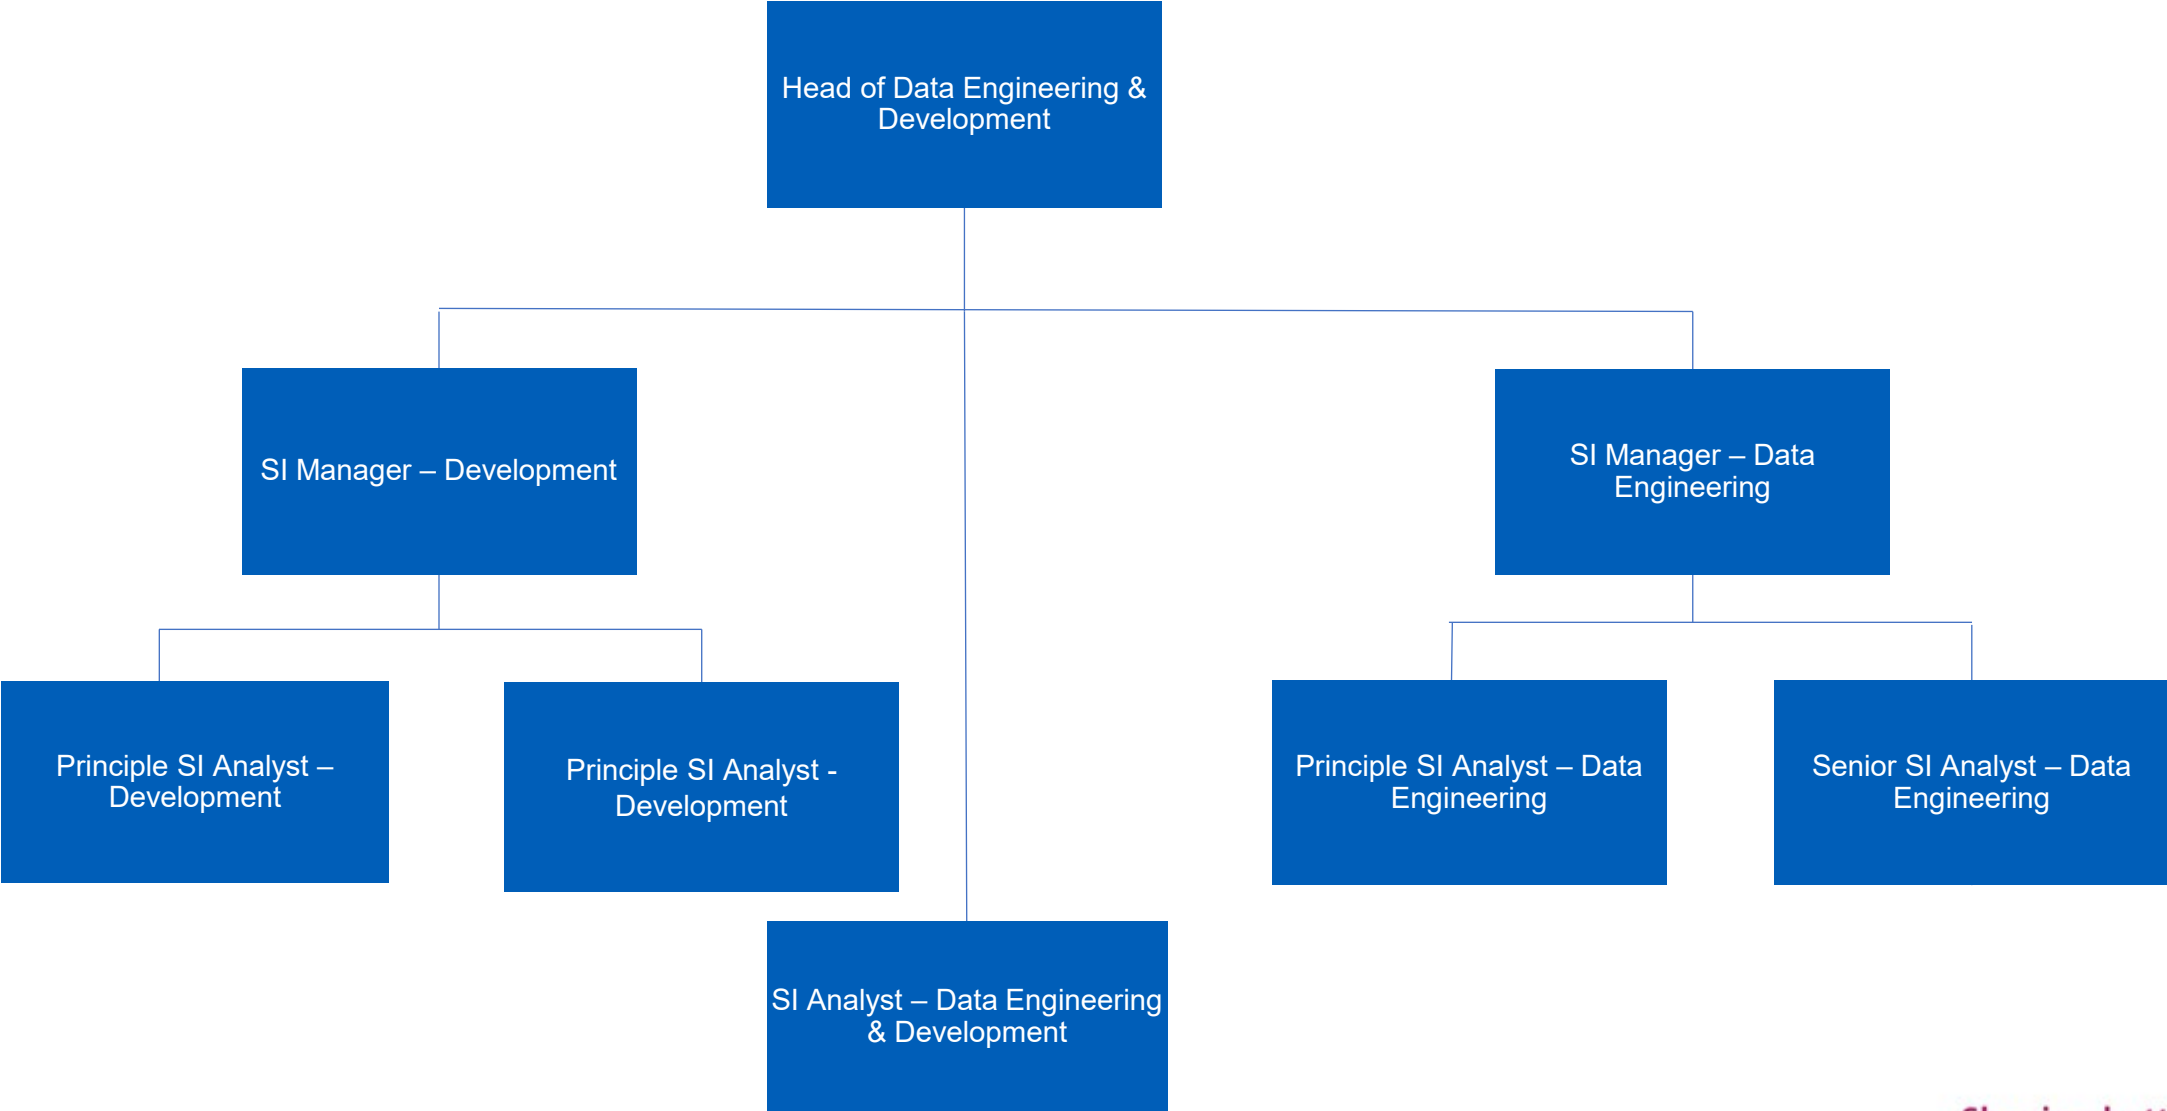 Head of Data Engineering &
Development
SI Manager – Development
SI Manager – Data
Engineering
Principle SI Analyst –
Development
Principle SI Analyst -
Development
Principle SI Analyst – Data
Engineering
Senior SI Analyst – Data
Engineering
SI Analyst – Data Engineering
& Development